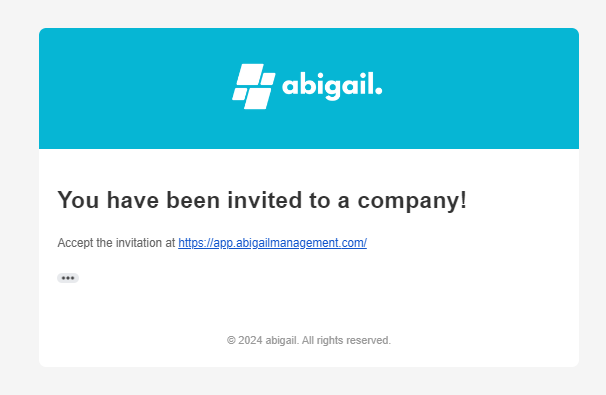 abigail.
You have been invited to a company!
Accept the invitation at https://app.abigailmanagement.com/
•••
© 2024 abigail. All rights reserved.